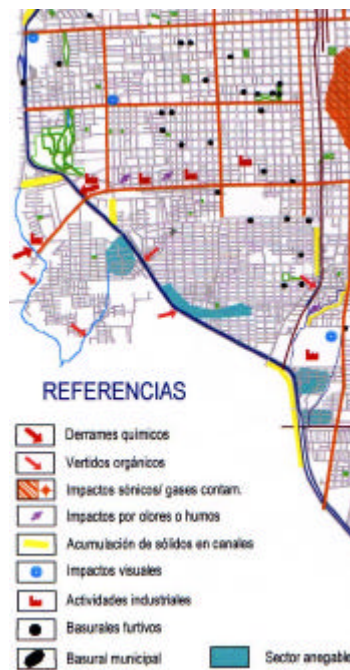 REFERENCIAS
Derrames químicos
Vertidos orgánicos
Impactos sónicos/ gases contam.
Impactos por olores o humos
Acumulación de sólidos en canales
Impactos visuales
Actividades industriales
Basurales furtivos
Basural municipal
Sector anegable